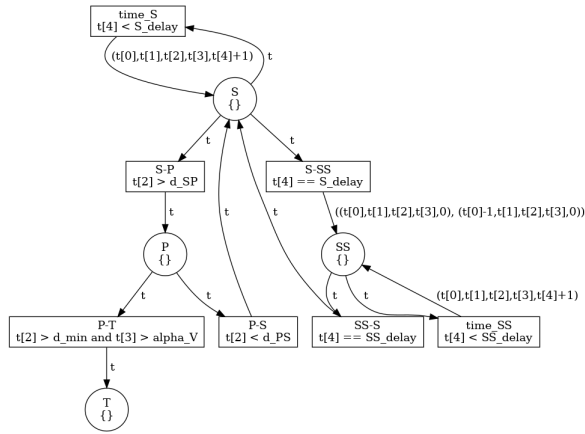 time_S
t[4] < S_delay
(t[0],t[1],t[2],t[3],t[4]+1)
t
S
{}
t
t
S-P
t[2] > d_SP
S-SS
t[4] == S_delay
t
t
t
((t[0],t[1],t[2],t[3],0), (t[0]-1,t[1],t[2],t[3],0))
P
{}
SS
{}
t
t
t
t
(t[0],t[1],t[2],t[3],t[4]+1)
P-T
t[2] > d_min and t[3] > alpha_V
P-S
t[2] < d_PS
SS-S
t[4] == SS_delay
time_SS
t[4] < SS_delay
t
T
{}